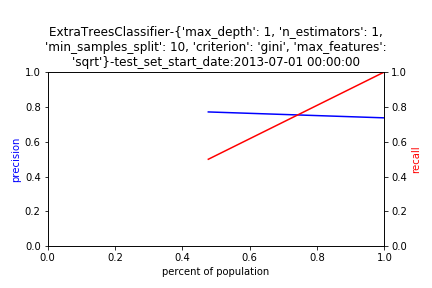 ExtraTreesClassifier-{'max_depth': 1, 'n_estimators': 1,
'min_samples_split': 10, 'criterion': 'gini', 'max_features':
'sqrt'}-test_set_start_date:2013-07-01 00:00:00
1.0 1.0
0.8 0.8
0.6 0.6
precision recall
0.4 0.4
0.2 0.2
0.0 0.0
0.0 0.2 0.4 0.6 0.8 1.0
percent of population